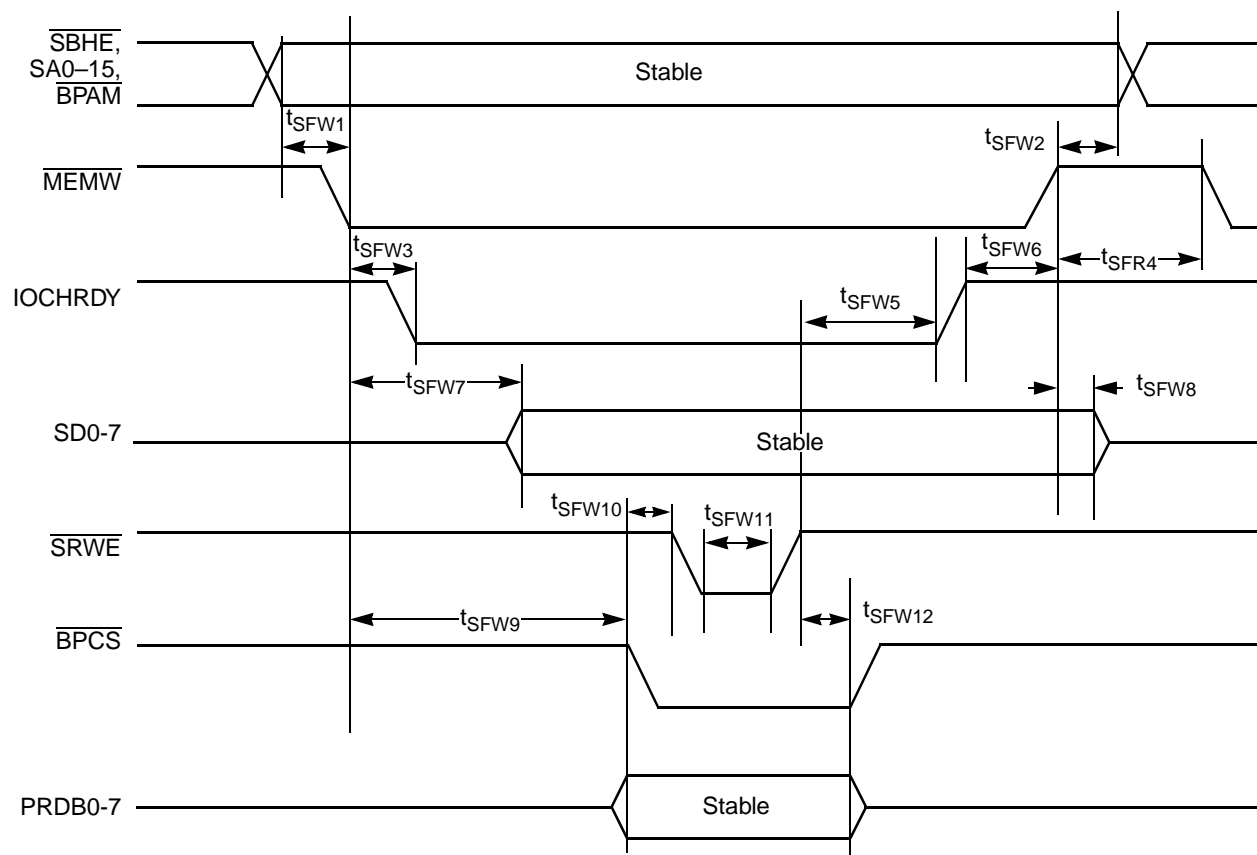 SBHE,
SA0–15,
BPAM
Stable
tSFW1
tSFW2
MEMW
tSFW3
tSFW6
tSFR4
IOCHRDY
tSFW5
tSFW7
tSFW8
SD0-7
Stable
tSFW10
tSFW11
SRWE
tSFW9
tSFW12
BPCS
PRDB0-7
Stable